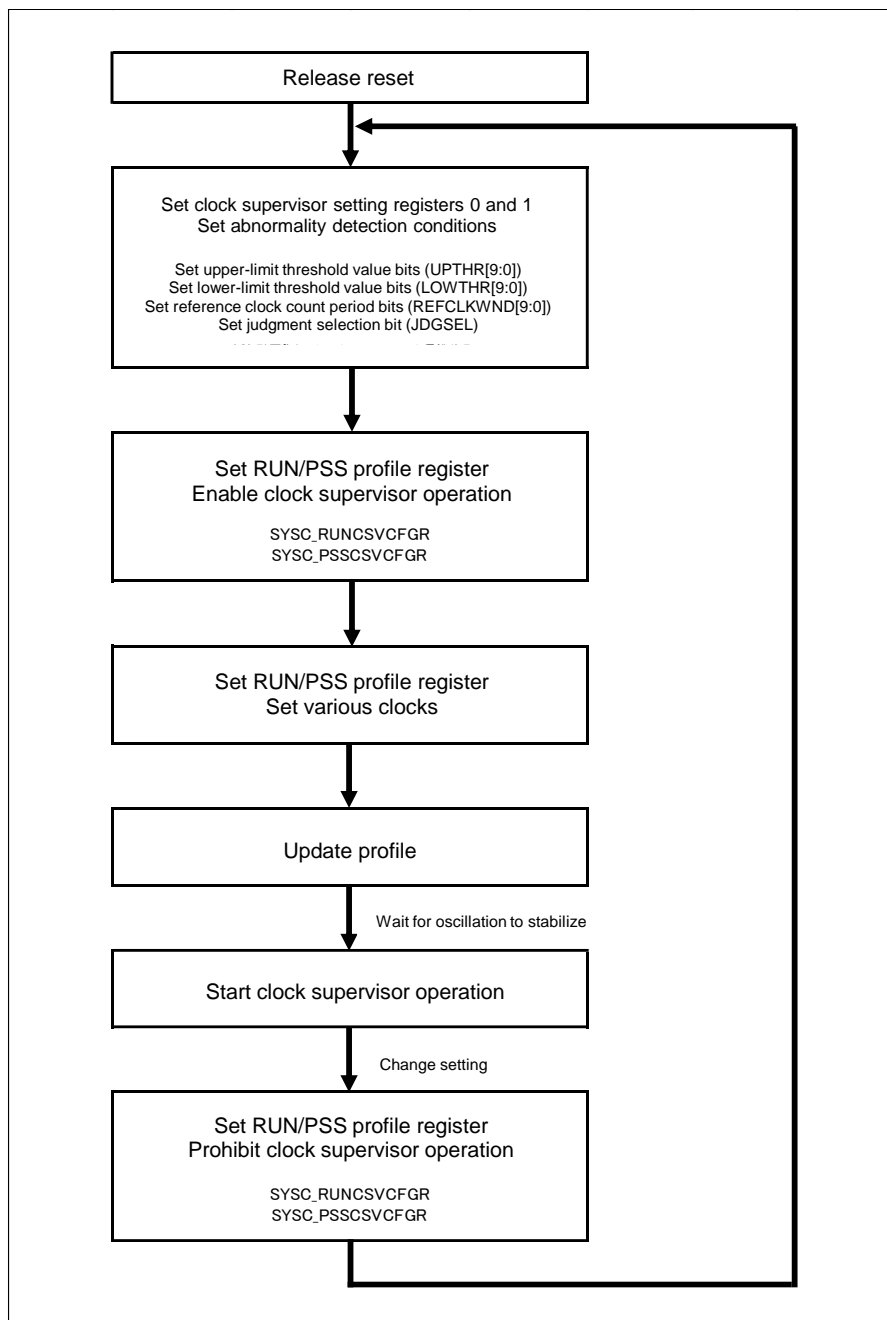 Release reset
Set clock supervisor setting registers 0 and 1
Set abnormality detection conditions
Set upper-limit threshold value bits (UPTHR[9:0])
Set lower-limit threshold value bits (LOWTHR[9:0])
Set reference clock count period bits (REFCLKWND[9:0])
Set judgment selection bit (JDGSEL)
Set RUN/PSS profile register
Enable clock supervisor operation
SYSC_RUNCSVCFGR
SYSC_PSSCSVCFGR
Set RUN/PSS profile register
Set various clocks
Update profile
Wait for oscillation to stabilize
Start clock supervisor operation
Change setting
Set RUN/PSS profile register
Prohibit clock supervisor operation
SYSC_RUNCSVCFGR
SYSC_PSSCSVCFGR